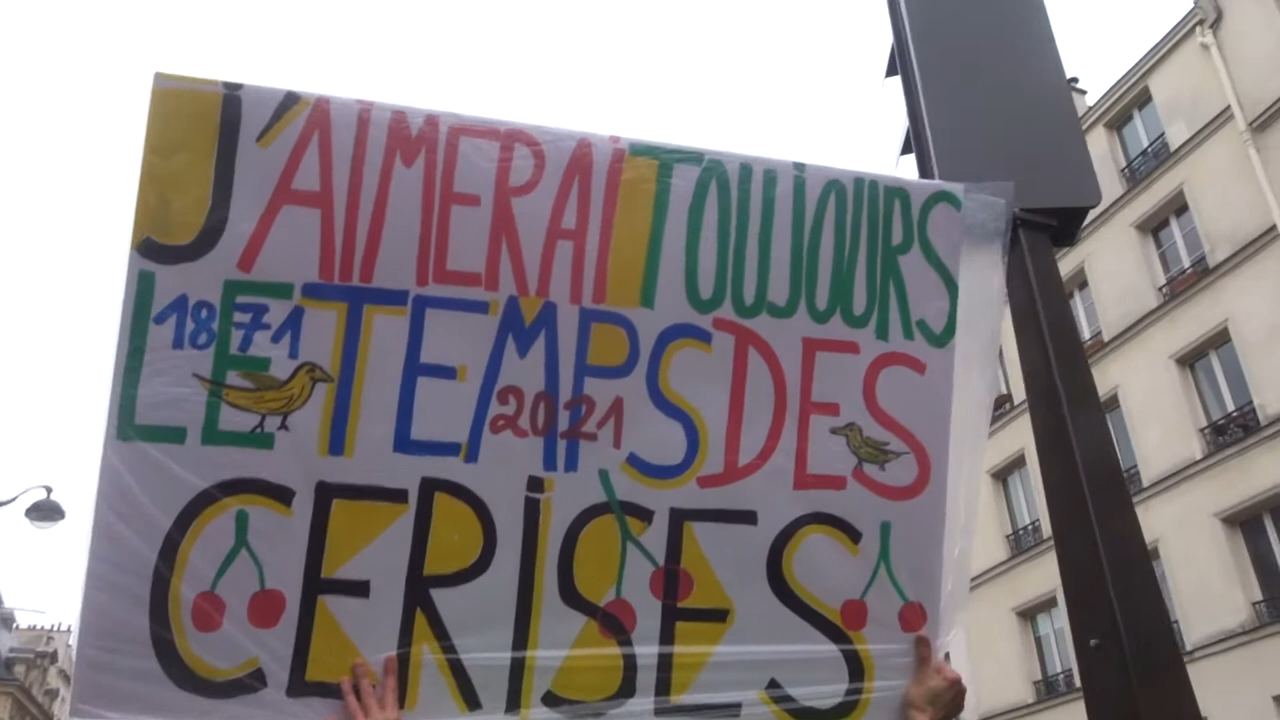 J'AIMERAI TOUJOURS
1871
LE TEMPS DES
2021
CERISES